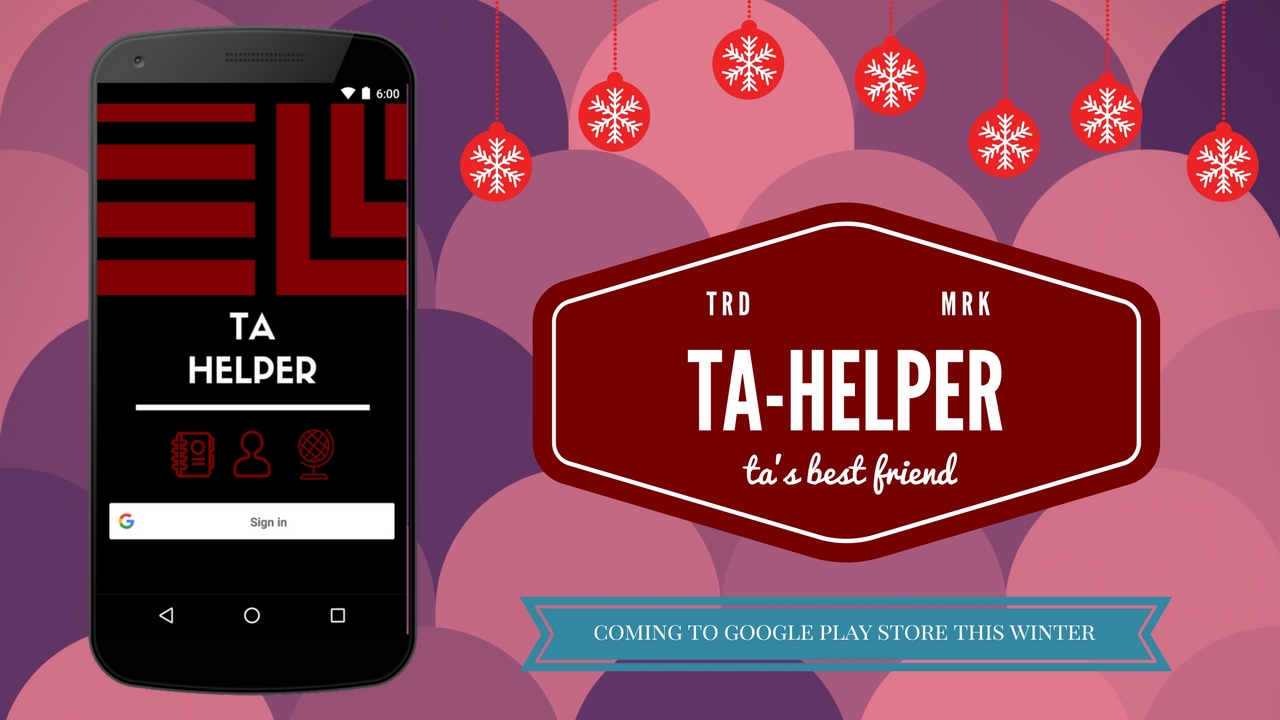 6:00
TA
HELPER
Sign in
TRD MRK
TA-HELPER
ta's best friend
COMING TO GOOGLE PLAY STORE THIS WINTER